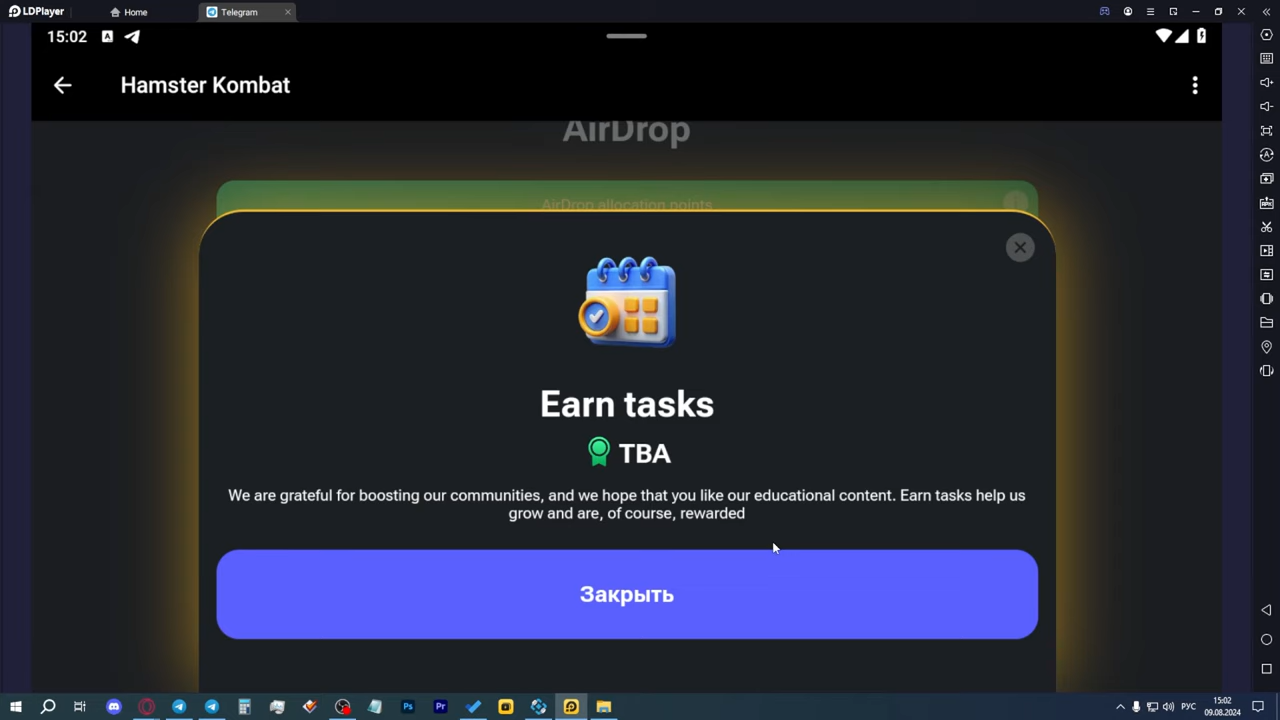 LDPlayer
Home
Telegram
15:02
Hamster Kombat
AirDrop
AirDrop allocation points
Earn tasks
TBA
We are grateful for boosting our communities, and we hope that you like our educational content. Earn tasks help us
grow and are, of course, rewarded
Закрыть
15:02
РУС
09.08.2024